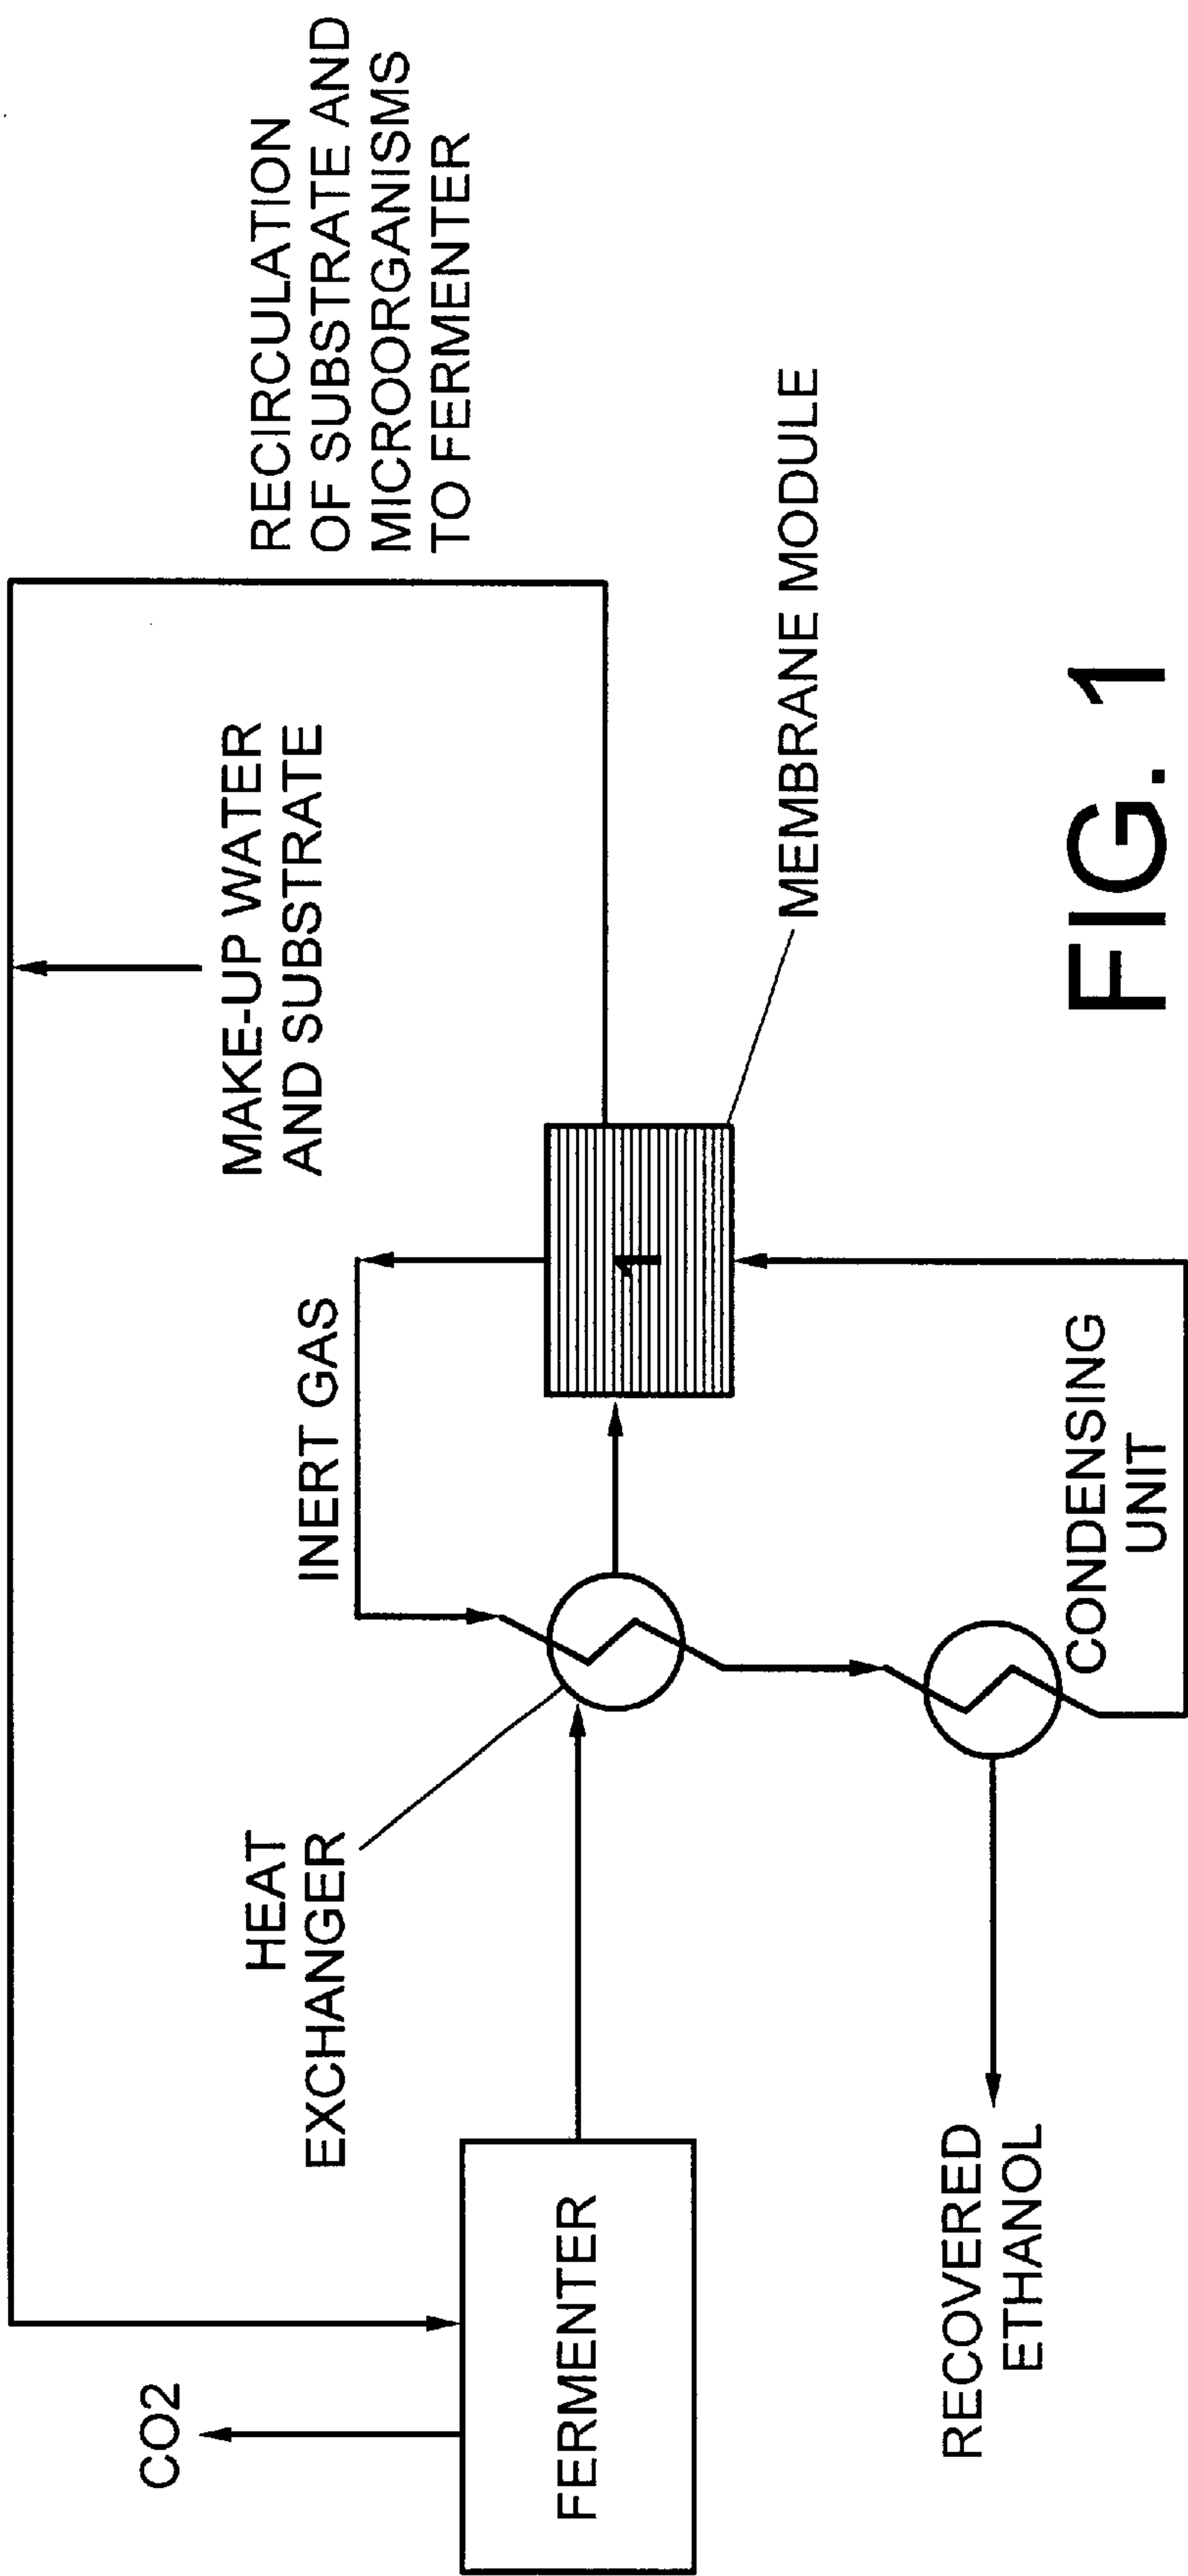 CO2
MAKE-UP WATER
AND SUBSTRATE
RECIRCULATION
OF SUBSTRATE AND
MICROORGANISMS
TO FERMENTER
HEAT
EXCHANGER
INERT GAS
FERMENTER
1
MEMBRANE MODULE
RECOVERED
ETHANOL
CONDENSING
UNIT
FIG. 1